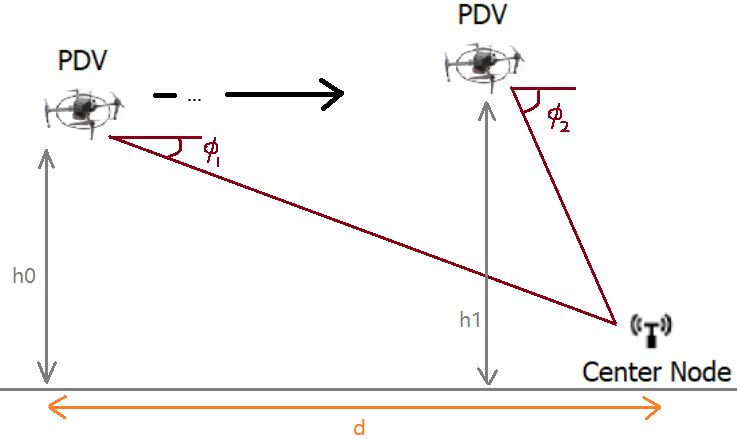 PDV
PDV
...
ϕ1
ϕ2
h0
h1
Center Node
d